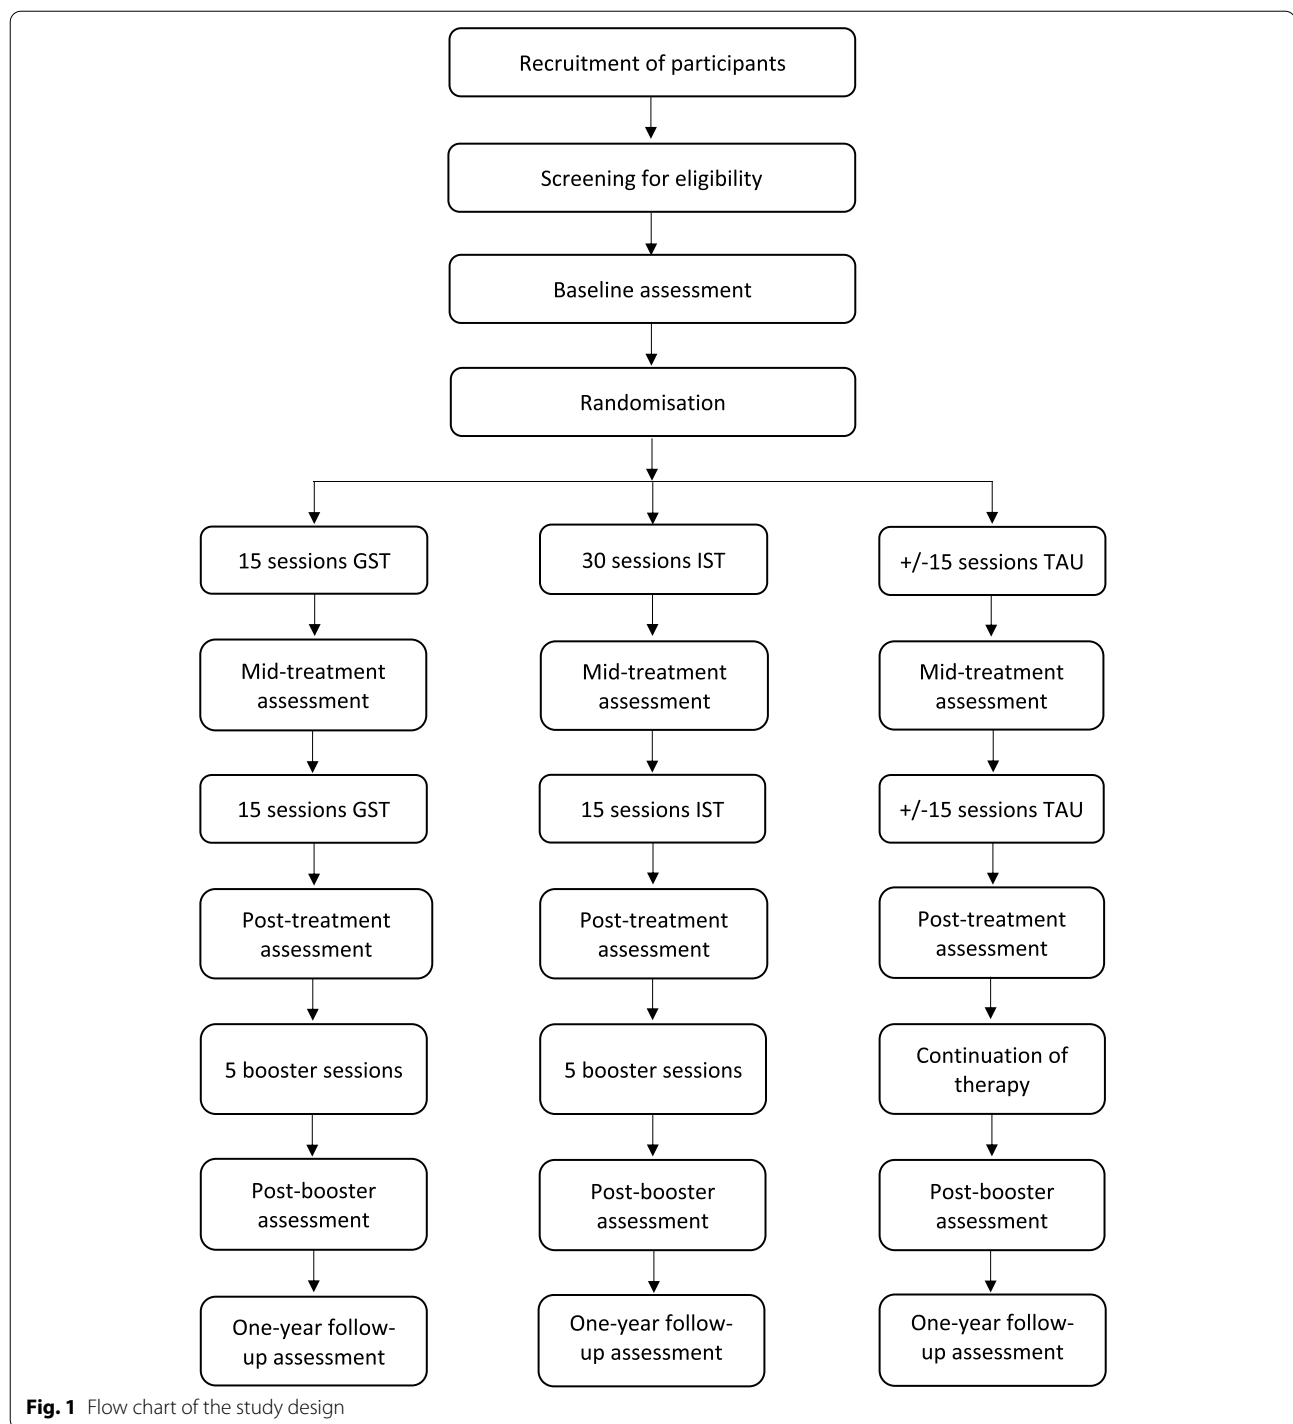 Recruitment of participants
Screening for eligibility
Baseline assessment
Randomisation
15 sessions GST
30 sessions IST
+/-15 sessions TAU
Mid-treatment
assessment
Mid-treatment
assessment
Mid-treatment
assessment
15 sessions GST
15 sessions IST
+/-15 sessions TAU
Post-treatment
assessment
Post-treatment
assessment
Post-treatment
assessment
5 booster sessions
5 booster sessions
Continuation of
therapy
Post-booster
assessment
Post-booster
assessment
Post-booster
assessment
One-year follow-
up assessment
One-year follow-
up assessment
One-year follow-
up assessment
Fig. 1 Flow chart of the study design